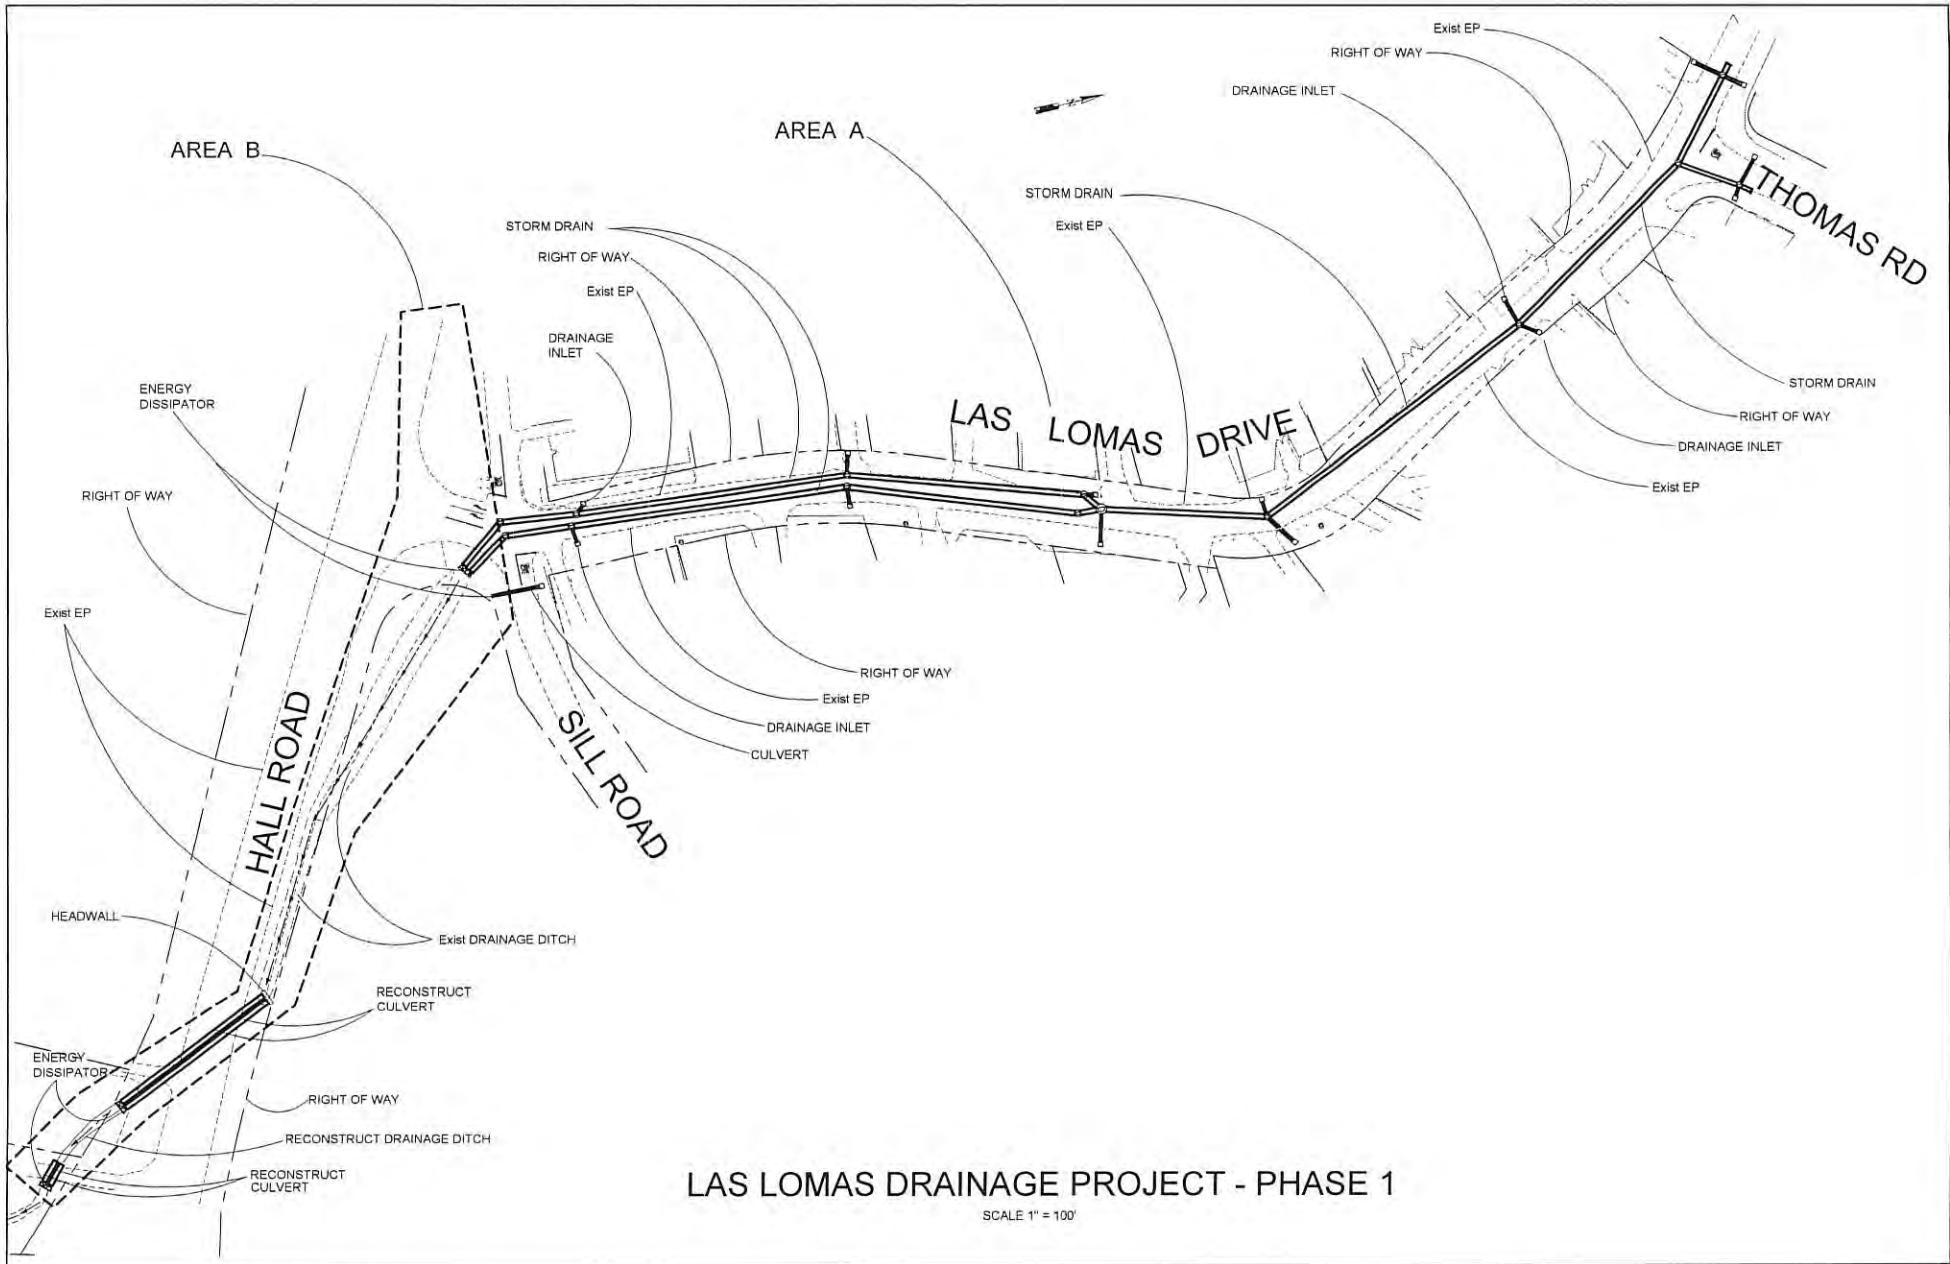 Exist EP
RIGHT OF WAY
DRAINAGE INLET
AREA A
AREA B
STORM DRAIN
Exist EP
THOMAS RD
STORM DRAIN
RIGHT OF WAY
Exist EP
DRAINAGE
INLET
ENERGY
DISSIPATOR
STORM DRAIN
RIGHT OF WAY
DRAINAGE INLET
Exist EP
LAS LOMAS DRIVE
RIGHT OF WAY
Exist EP
RIGHT OF WAY
Exist EP
DRAINAGE INLET
CULVERT
HALL ROAD
SILL ROAD
HEADWALL
Exist DRAINAGE DITCH
RECONSTRUCT
CULVERT
ENERGY
DISSIPATOR
RIGHT OF WAY
RECONSTRUCT DRAINAGE DITCH
RECONSTRUCT
CULVERT
LAS LOMAS DRAINAGE PROJECT - PHASE 1
SCALE 1" = 100'